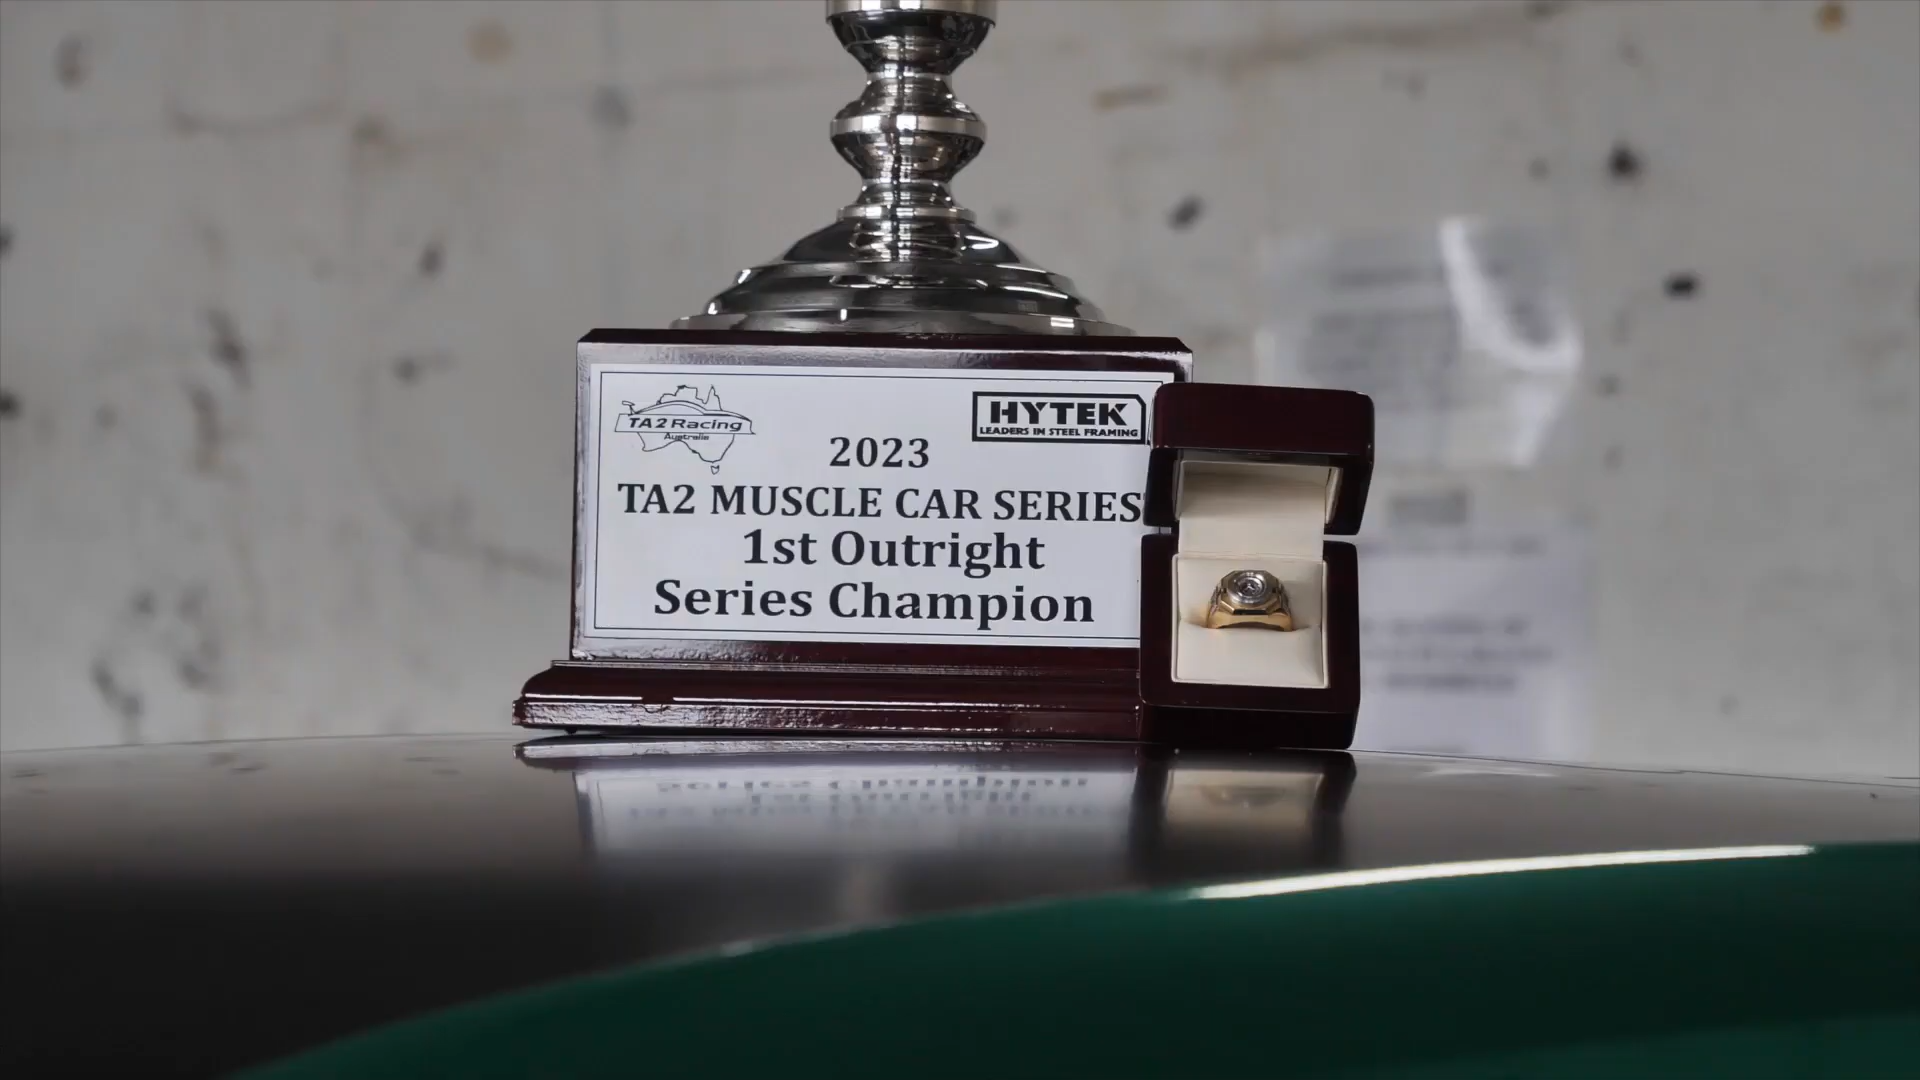 TA2 Racing
Australia
HYTEK
LEADERS IN STEEL FRAMING
2023
TA2 MUSCLE CAR SERIES
1st Outright
Series Champion